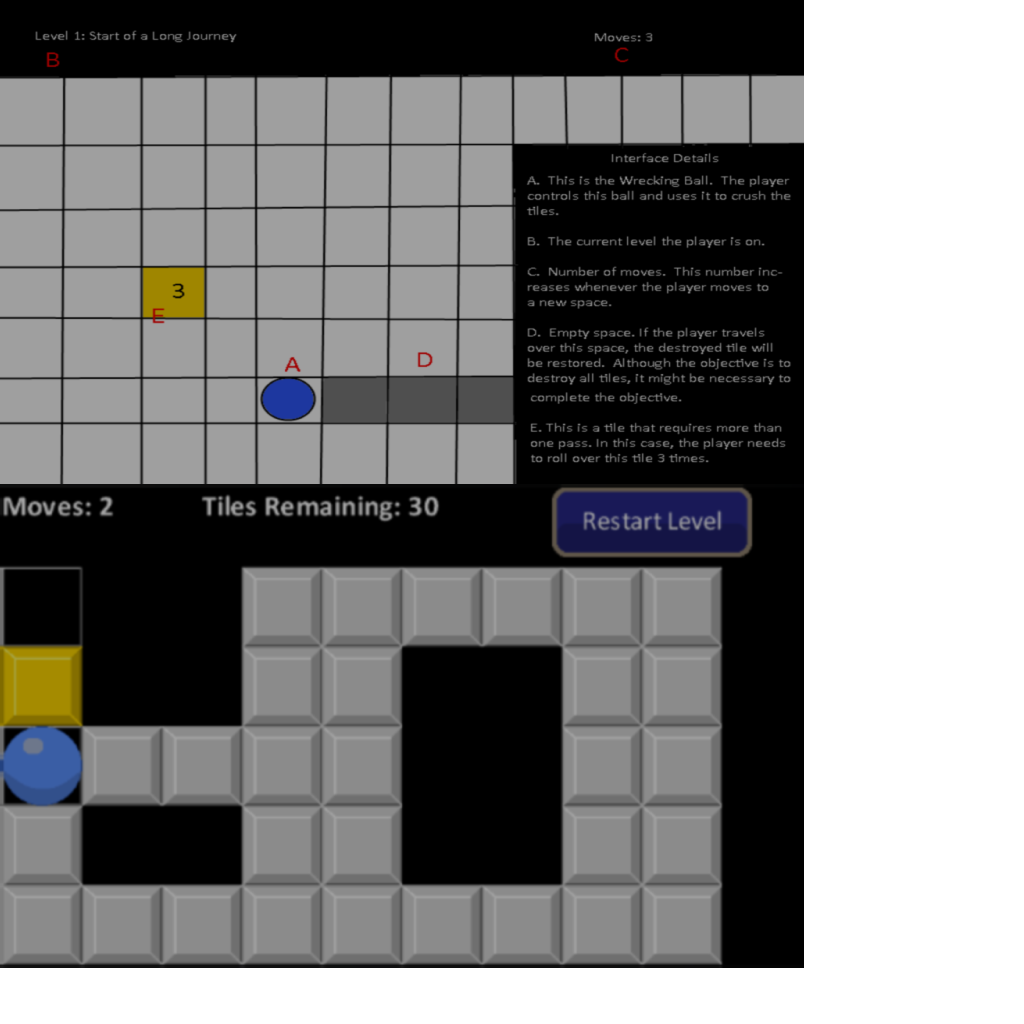 Level 1: Start of a Long Journey
Moves: 3
B
C
Interface Details
A. This is the Wrecking Ball. The player
controls this ball and uses it to crush the
tiles.
B. The current level the player is on.
C. Number of moves. This number inc-
reases whenever the player moves to
a new space.
D. Empty space. If the player travels
over this space, the destroyed tile will
be restored. Although the objective is to
destroy all tiles, it might be necessary to
complete the objective.
E. This is a tile that requires more than
one pass. In this case, the player needs
to roll over this tile 3 times.
3
E
A
D
Moves: 2
Tiles Remaining: 30
Restart Level